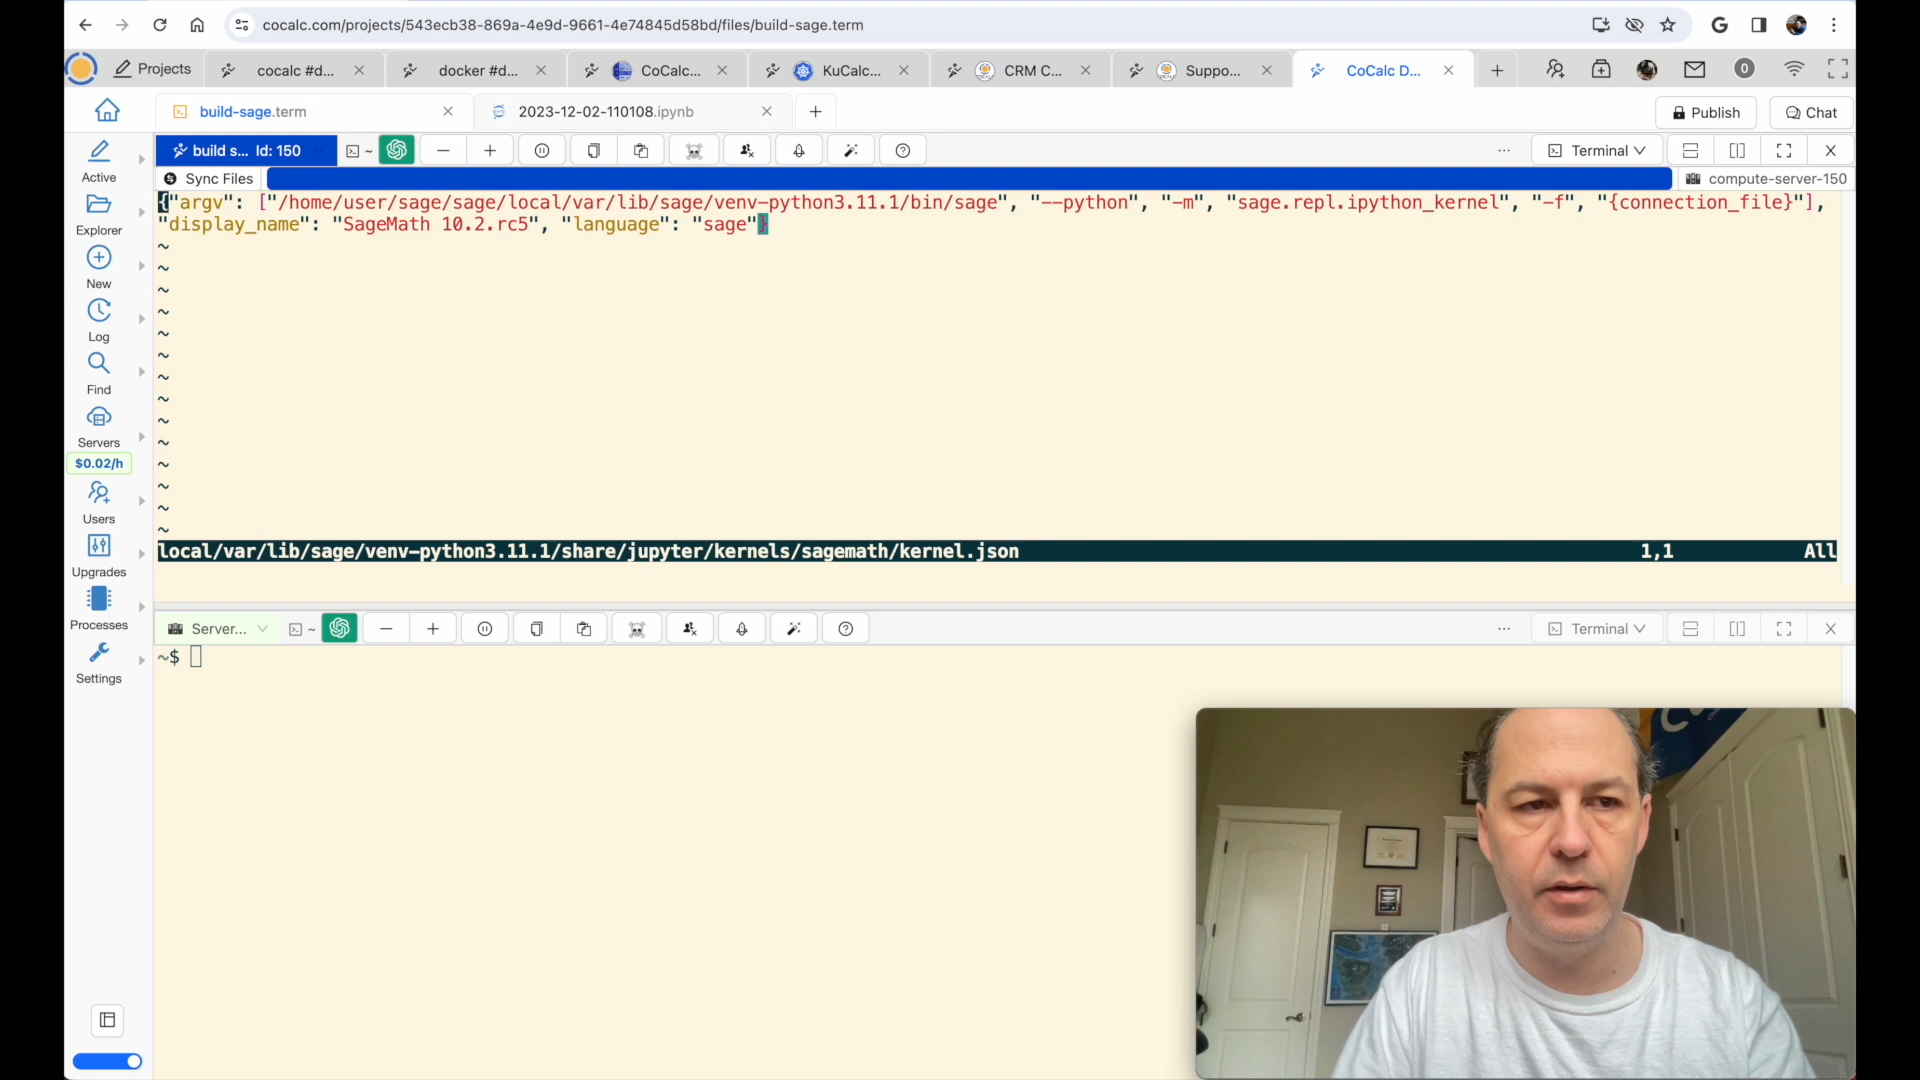 cocalc.com/projects/543ecb38-869a-4e9d-9661-4e74845d58bd/files/build-sage.term
Projects
cocalc #d...
docker #d...
CoCalc...
KuCalc...
CRM C...
Suppo...
CoCalc D...
0
build-sage.term
2023-12-02-110108.ipynb
Publish
Chat
build s... Id: 150
~
Terminal
Sync Files
compute-server-150
Active
Explorer
New
Log
Find
Servers
$0.02/h
Users
Upgrades
Processes
Settings
{"argv": ["/home/user/sage/sage/local/var/lib/sage/venv-python3.11.1/bin/sage", "--python", "-m", "sage.repl.ipython_kernel", "-f", "{connection_file}"],
"display_name": "SageMath 10.2.rc5", "language": "sage"}
~
~
~
~
~
~
~
~
~
~
~
~
~
~
local/var/lib/sage/venv-python3.11.1/share/jupyter/kernels/sagemath/kernel.json 1,1 All
Server...
~
Terminal
~$